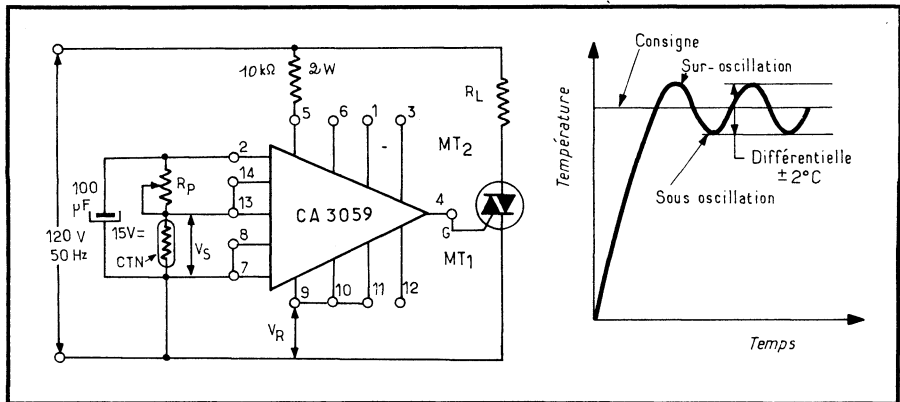 10kΩ
2W
5
6
1
3
-
RL
MT2
2
14
13
8
7
RP
100
µF
15V=
120V
50 Hz
CTN
VS
CA 3059
4
G
MT1
9
10
11
12
VR
Consigne
Sur-oscillation
Température
Différentielle
±2°C
Sous oscillation
Temps